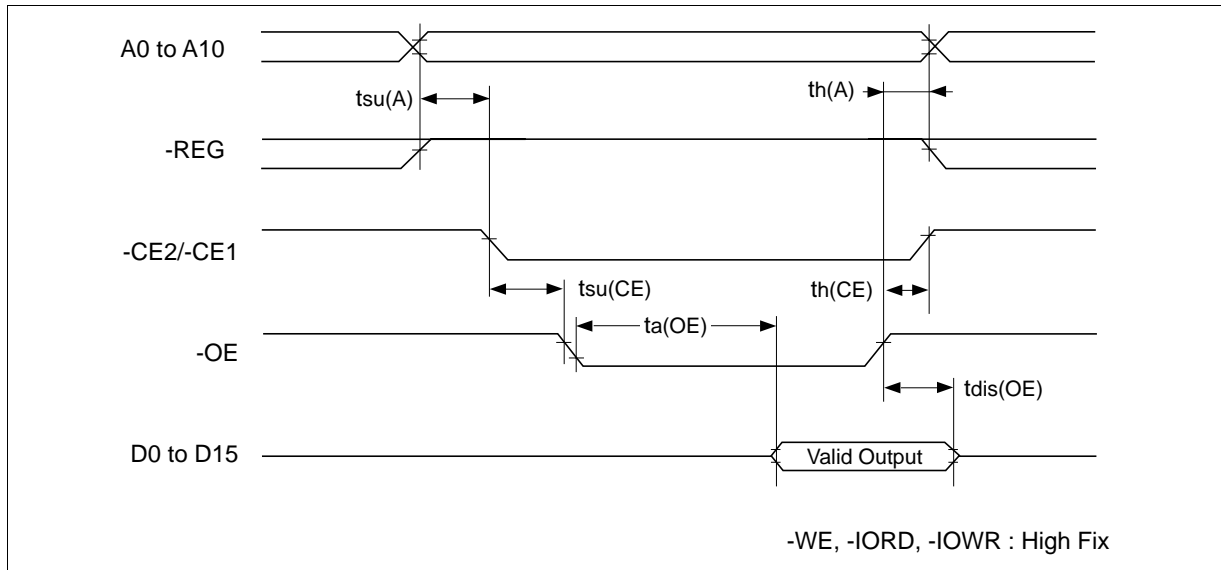 A0 to A10
tsu(A)
th(A)
-REG
-CE2/-CE1
tsu(CE)
th(CE)
ta(OE)
-OE
tdis(OE)
D0 to D15
Valid Output
-WE, -IORD, -IOWR : High Fix